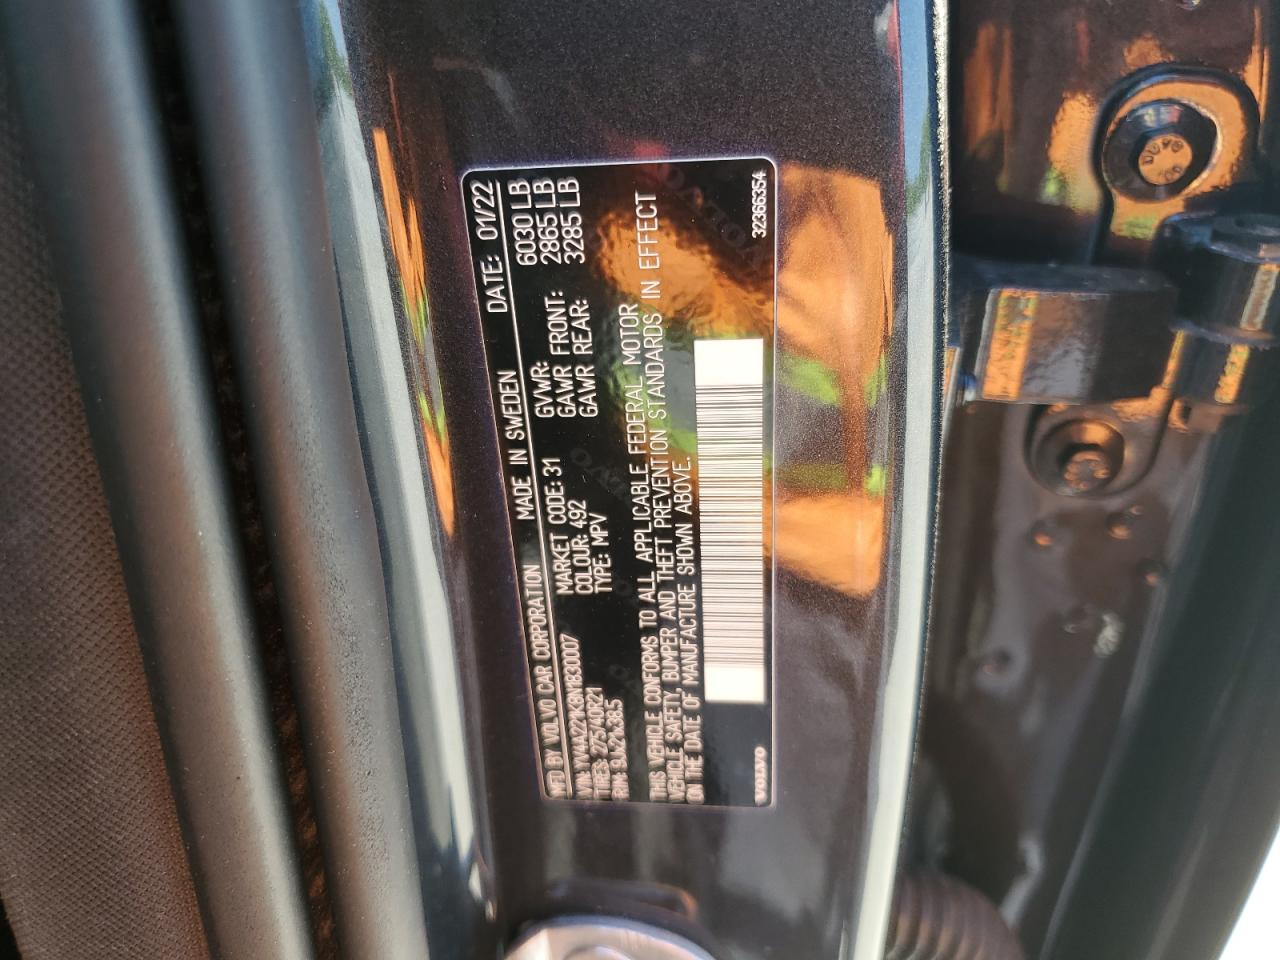 MFD BY VOLVO CAR CORPORATION MADE IN SWEDEN DATE: 01/22
VIN: YV4A221K8N1830007 MARKET CODE: 31 GVWR: 6030 LB
TIRES: 275/40R21 COLOUR: 492 GAWR FRONT: 2865 LB
RIM: 9Jx21x38.5 TYPE: MPV GAWR REAR: 3285 LB
THIS VEHICLE CONFORMS TO ALL APPLICABLE FEDERAL MOTOR
VEHICLE SAFETY, BUMPER AND THEFT PREVENTION STANDARDS IN EFFECT
ON THE DATE OF MANUFACTURE SHOWN ABOVE.
VOLVO 32366354